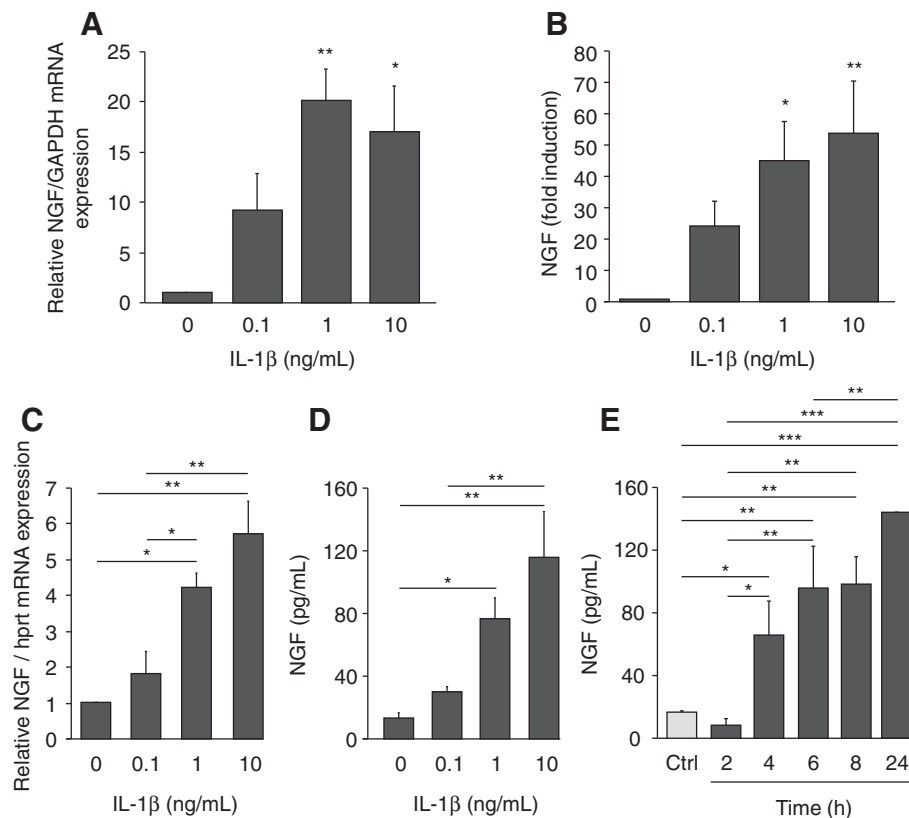 A
Relative NGF/GAPDH mRNA
expression
25
20
15
10
5
0
**
*
0 0.1 1 10
IL-1β (ng/mL)
B
NGF (fold induction)
80
70
60
50
40
30
20
10
0
*
**
0 0.1 1 10
IL-1β (ng/mL)
C
Relative NGF / hprt mRNA expression
7
6
5
4
3
2
1
0
**
**
*
*
0 0.1 1 10
IL-1β (ng/mL)
D
NGF (pg/mL)
160
120
80
40
0
**
**
*
0 0.1 1 10
IL-1β (ng/mL)
E
NGF (pg/mL)
160
120
80
40
0
**
***
***
**
**
**
**
*
*
Ctrl 2 4 6 8 24
Time (h)